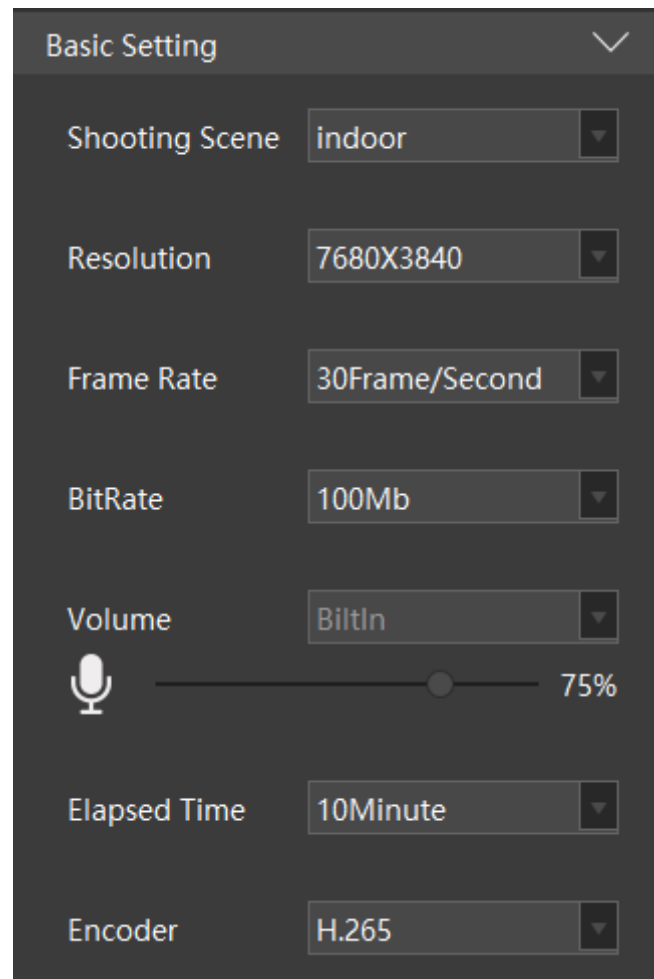 Basic Setting
Shooting Scene indoor
Resolution 7680X3840
Frame Rate 30Frame/Second
BitRate 100Mb
Volume BiltIn
75%
Elapsed Time 10Minute
Encoder H.265